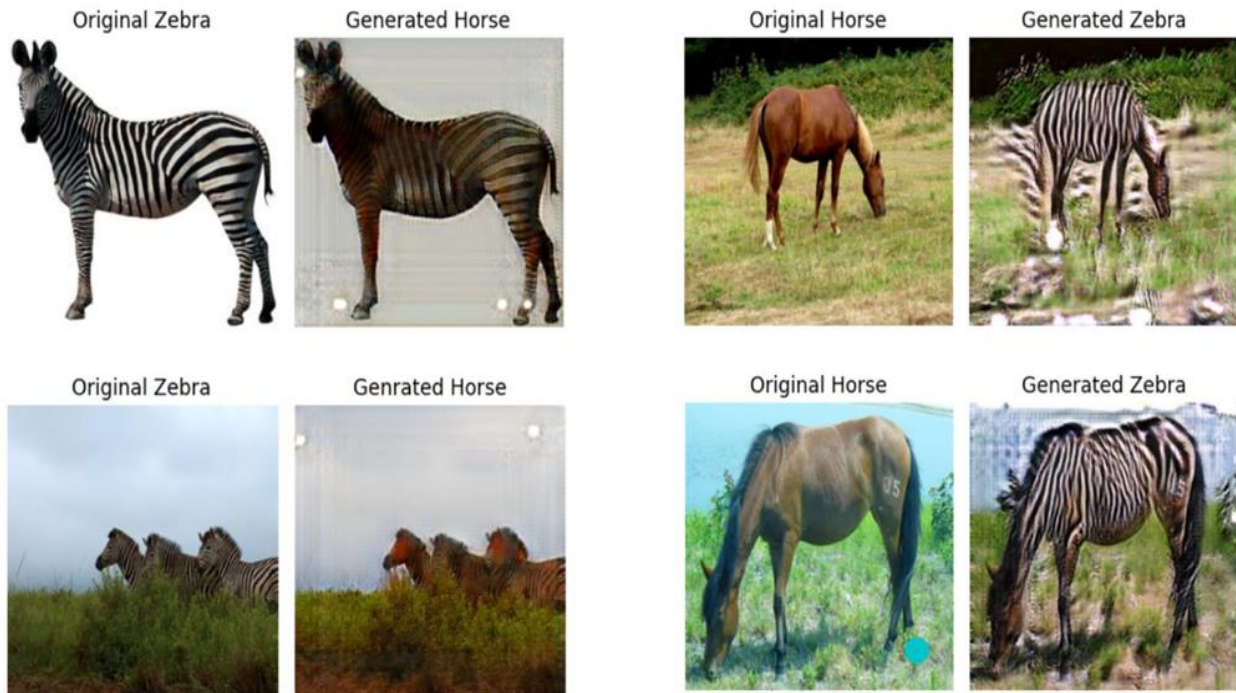 Original Zebra
Generated Horse
Original Horse
Generated Zebra
Original Zebra
Genrated Horse
Original Horse
Generated Zebra